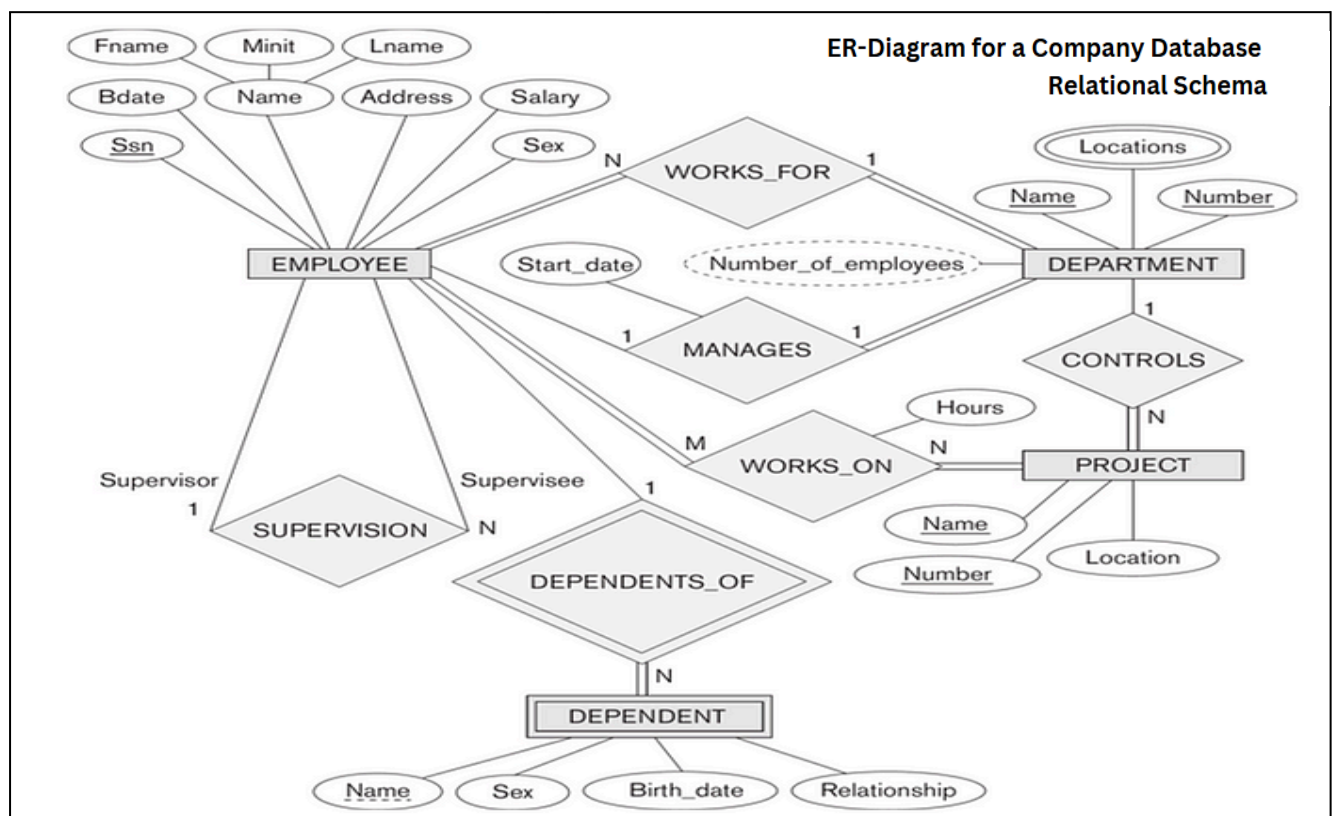 ER-Diagram for a Company Database
Relational Schema
Fname Minit Lname
Bdate Name Address Salary
Ssn Sex
N WORKS_FOR 1
Locations
Name Number
EMPLOYEE
Start_date
Number_of_employees
DEPARTMENT
1 MANAGES 1
1
CONTROLS
N
Hours
M WORKS_ON N
PROJECT
Name
Number
Location
Supervisor Supervisee
1 SUPERVISION N
1
DEPENDENTS_OF
N
DEPENDENT
Name Sex Birth_date Relationship